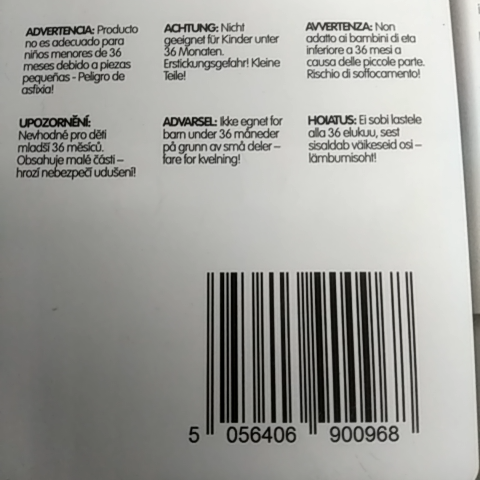 ADVERTENCIA: Producto
no es adecuado para
niños menores de 36
meses debido a piezas
pequeñas - Peligro de
asfixia!
ACHTUNG: Nicht
geeignet für Kinder unter
36 Monaten.
Erstickungsgefahr! Kleine
Teile!
AVVERTENZA: Non
adatto ai bambini di eta
inferiore a 36 mesi a
causa delle piccole parte.
Rischio di soffocamento!
UPOZORNĚNÍ:
Nevhodné pro děti
mladší 36 měsíců.
Obsahuje malé části –
hrozí nebezpečí udušení!
ADVARSEL: Ikke egnet for
barn under 36 måneder
på grunn av små deler –
fare for kvelning!
HOIATUS: Ei sobi lastele
alla 36 elukuu, sest
sisaldab väikeseid osi –
lämbumisoht!
5 056406 900968